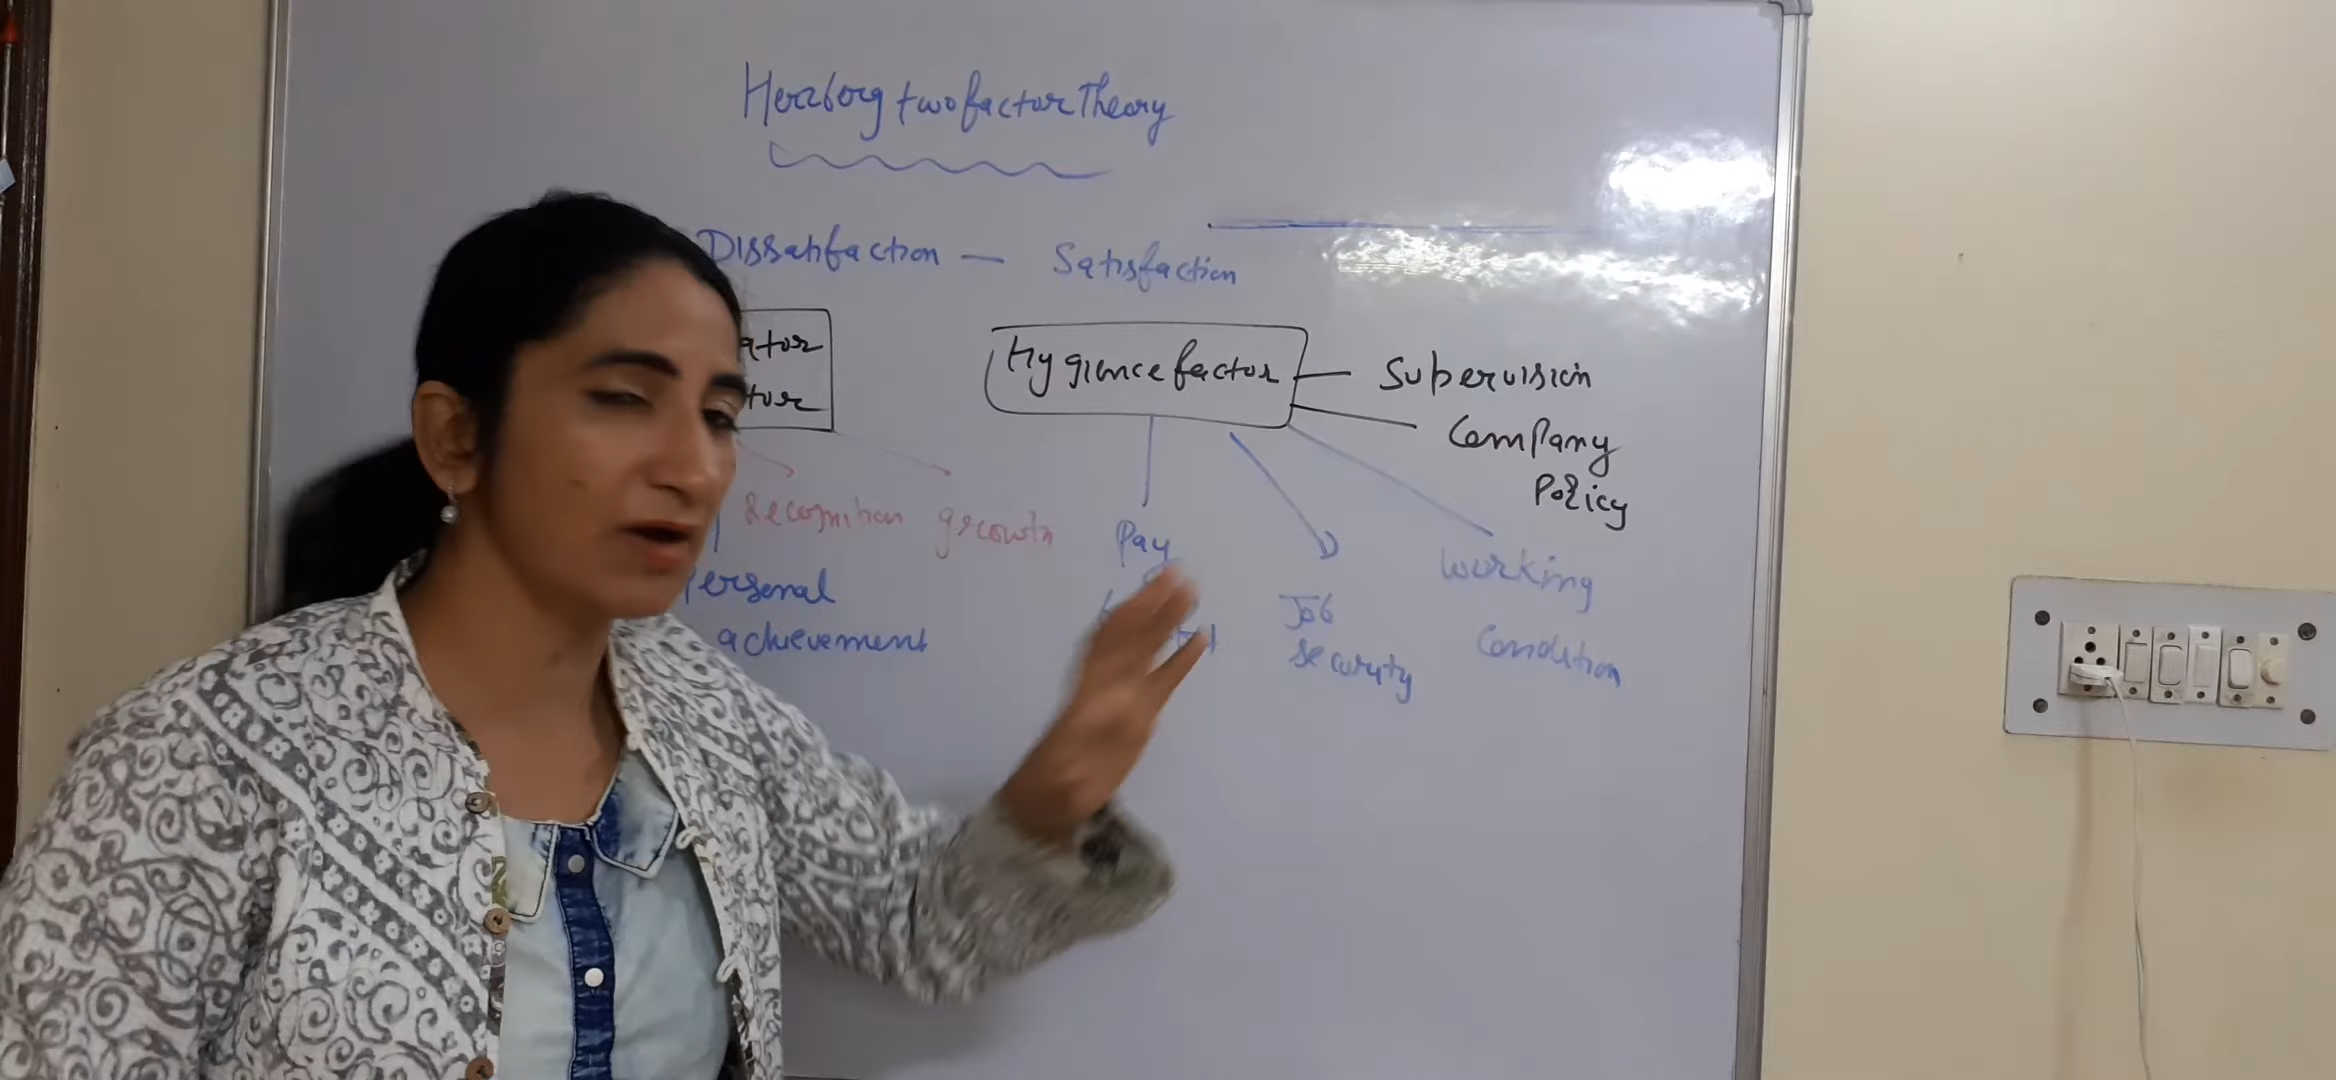 Herzberg two factor Theory
Dissatifaction — Satisfaction
Hygience factor
Supervision
Company
Policy
Recognition growth
Personal
achievement
Pay
Job
security
Working
Condition